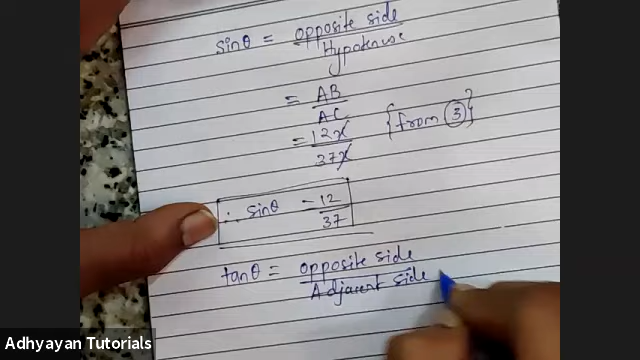 sinθ = opposite side
Hypotenuse
= AB
AC
= 12x {from ③}
37x
∴ sinθ = 12
37
tanθ = opposite side
Adjacent side
Adhyayan Tutorials